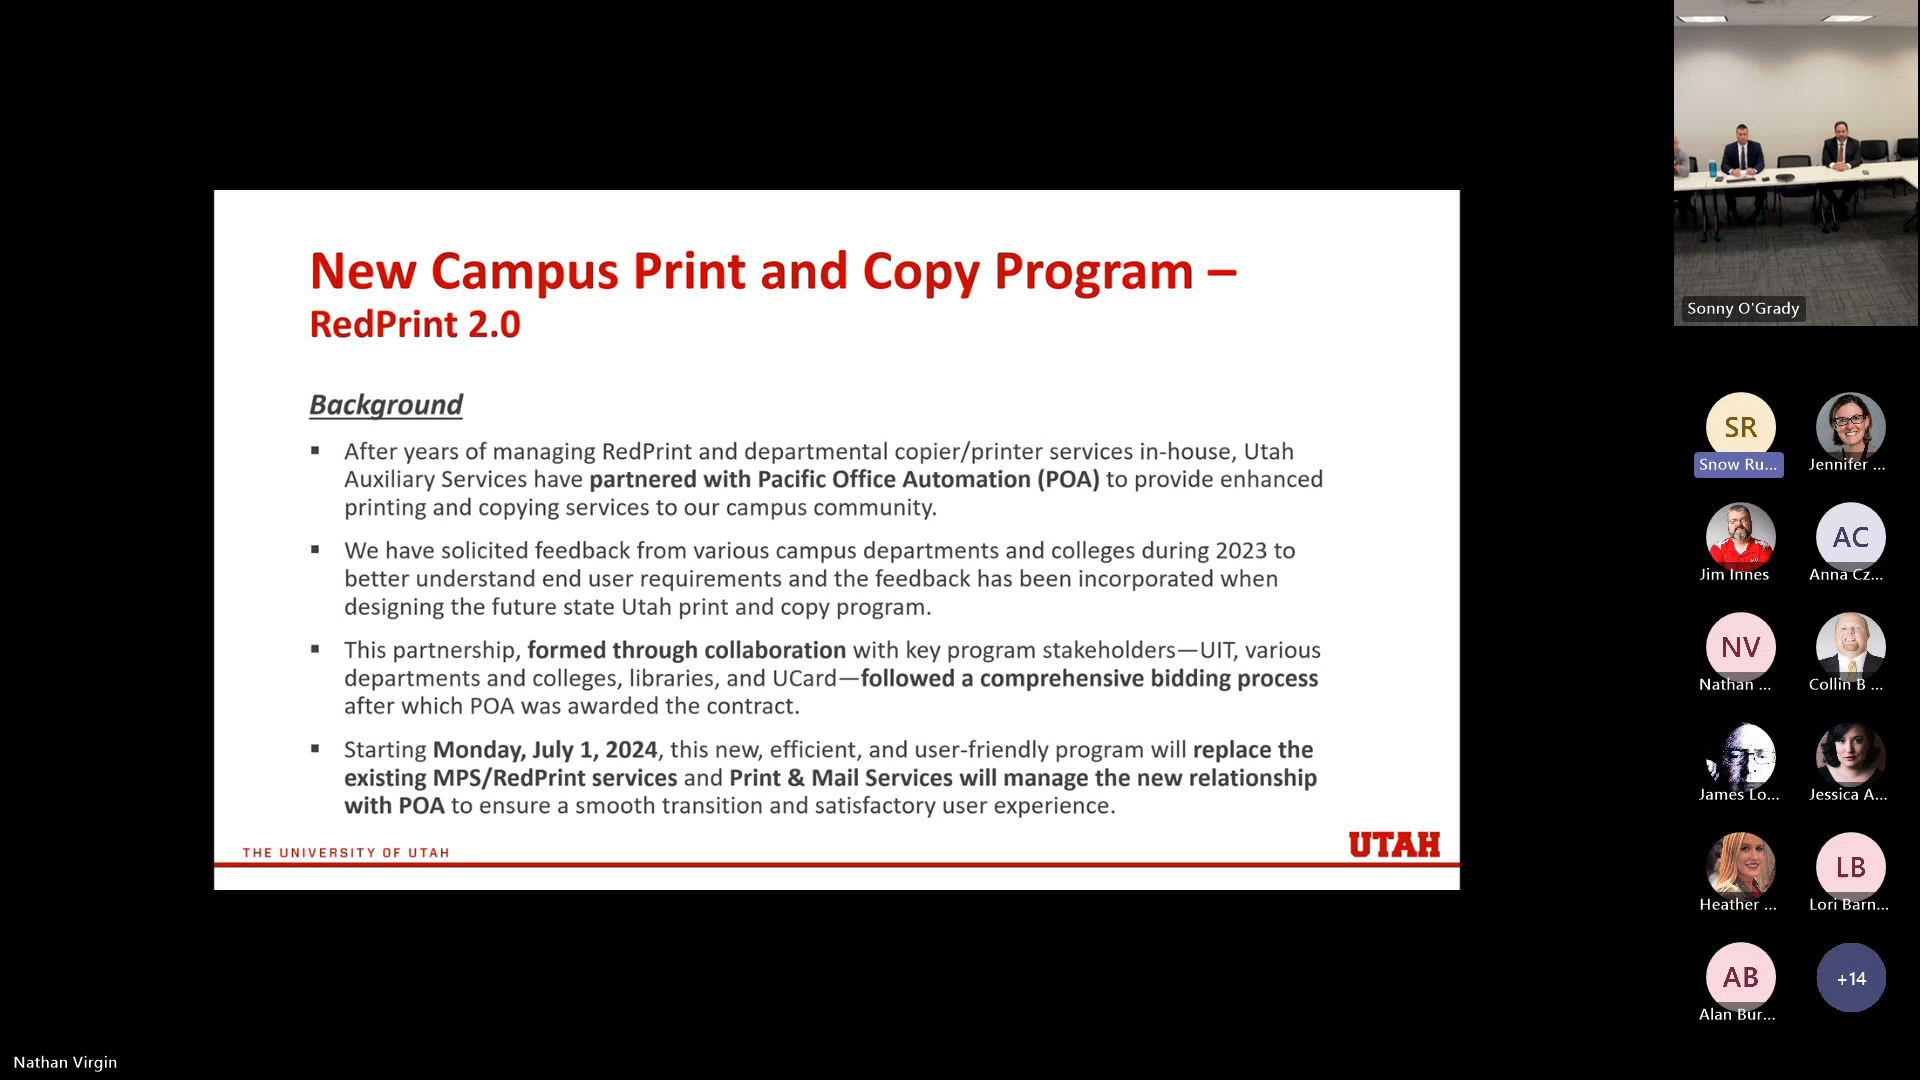 New Campus Print and Copy Program –
RedPrint 2.0
Background
▪ After years of managing RedPrint and departmental copier/printer services in-house, Utah
Auxiliary Services have partnered with Pacific Office Automation (POA) to provide enhanced
printing and copying services to our campus community.
▪ We have solicited feedback from various campus departments and colleges during 2023 to
better understand end user requirements and the feedback has been incorporated when
designing the future state Utah print and copy program.
▪ This partnership, formed through collaboration with key program stakeholders—UIT, various
departments and colleges, libraries, and UCard—followed a comprehensive bidding process
after which POA was awarded the contract.
▪ Starting Monday, July 1, 2024, this new, efficient, and user-friendly program will replace the
existing MPS/RedPrint services and Print & Mail Services will manage the new relationship
with POA to ensure a smooth transition and satisfactory user experience.
THE UNIVERSITY OF UTAH
UTAH
Nathan Virgin
Sonny O'Grady
SR
Snow Ru...
Jennifer ...
Jim Innes
AC
Anna Cz...
NV
Nathan ...
Collin B ...
James Lo...
Jessica A...
Heather ...
LB
Lori Barn...
AB
Alan Bur...
+14